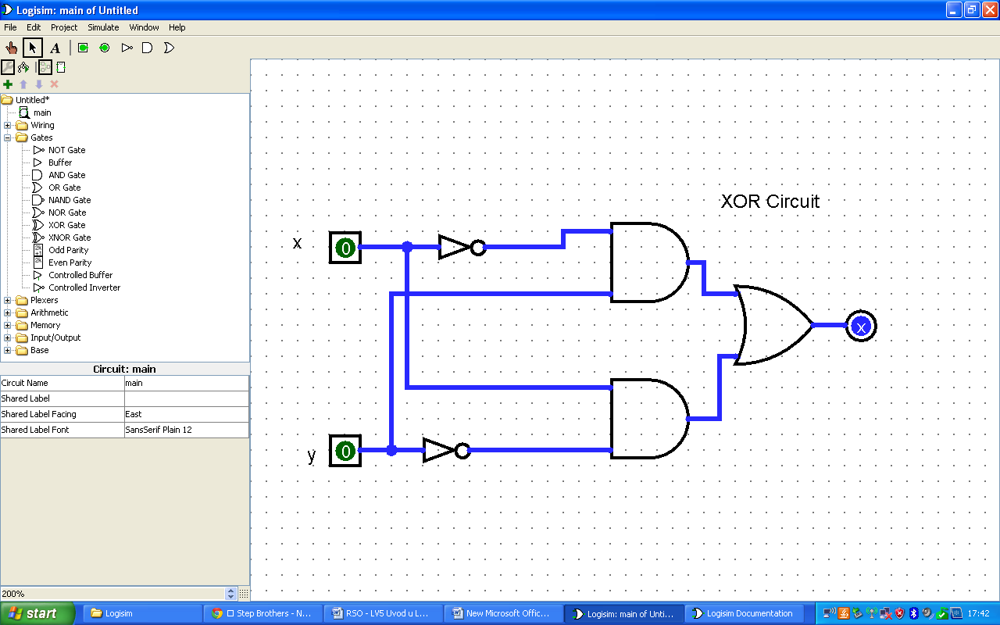 Logisim: main of Untitled
File Edit Project Simulate Window Help
A
Untitled*
main
Wiring
Gates
NOT Gate
Buffer
AND Gate
OR Gate
NAND Gate
NOR Gate
XOR Gate
XNOR Gate
Odd Parity
Even Parity
Controlled Buffer
Controlled Inverter
Plexers
Arithmetic
Memory
Input/Output
Base
Circuit: main
Circuit Name main
Shared Label
Shared Label Facing East
Shared Label Font SansSerif Plain 12
200%
XOR Circuit
x 0
x
y 0
start Logisim Step Brothers - N... RSO - LV5 Uvod u L... New Microsoft Offic... Logisim: main of Unti... Logisim Documentation 17:42